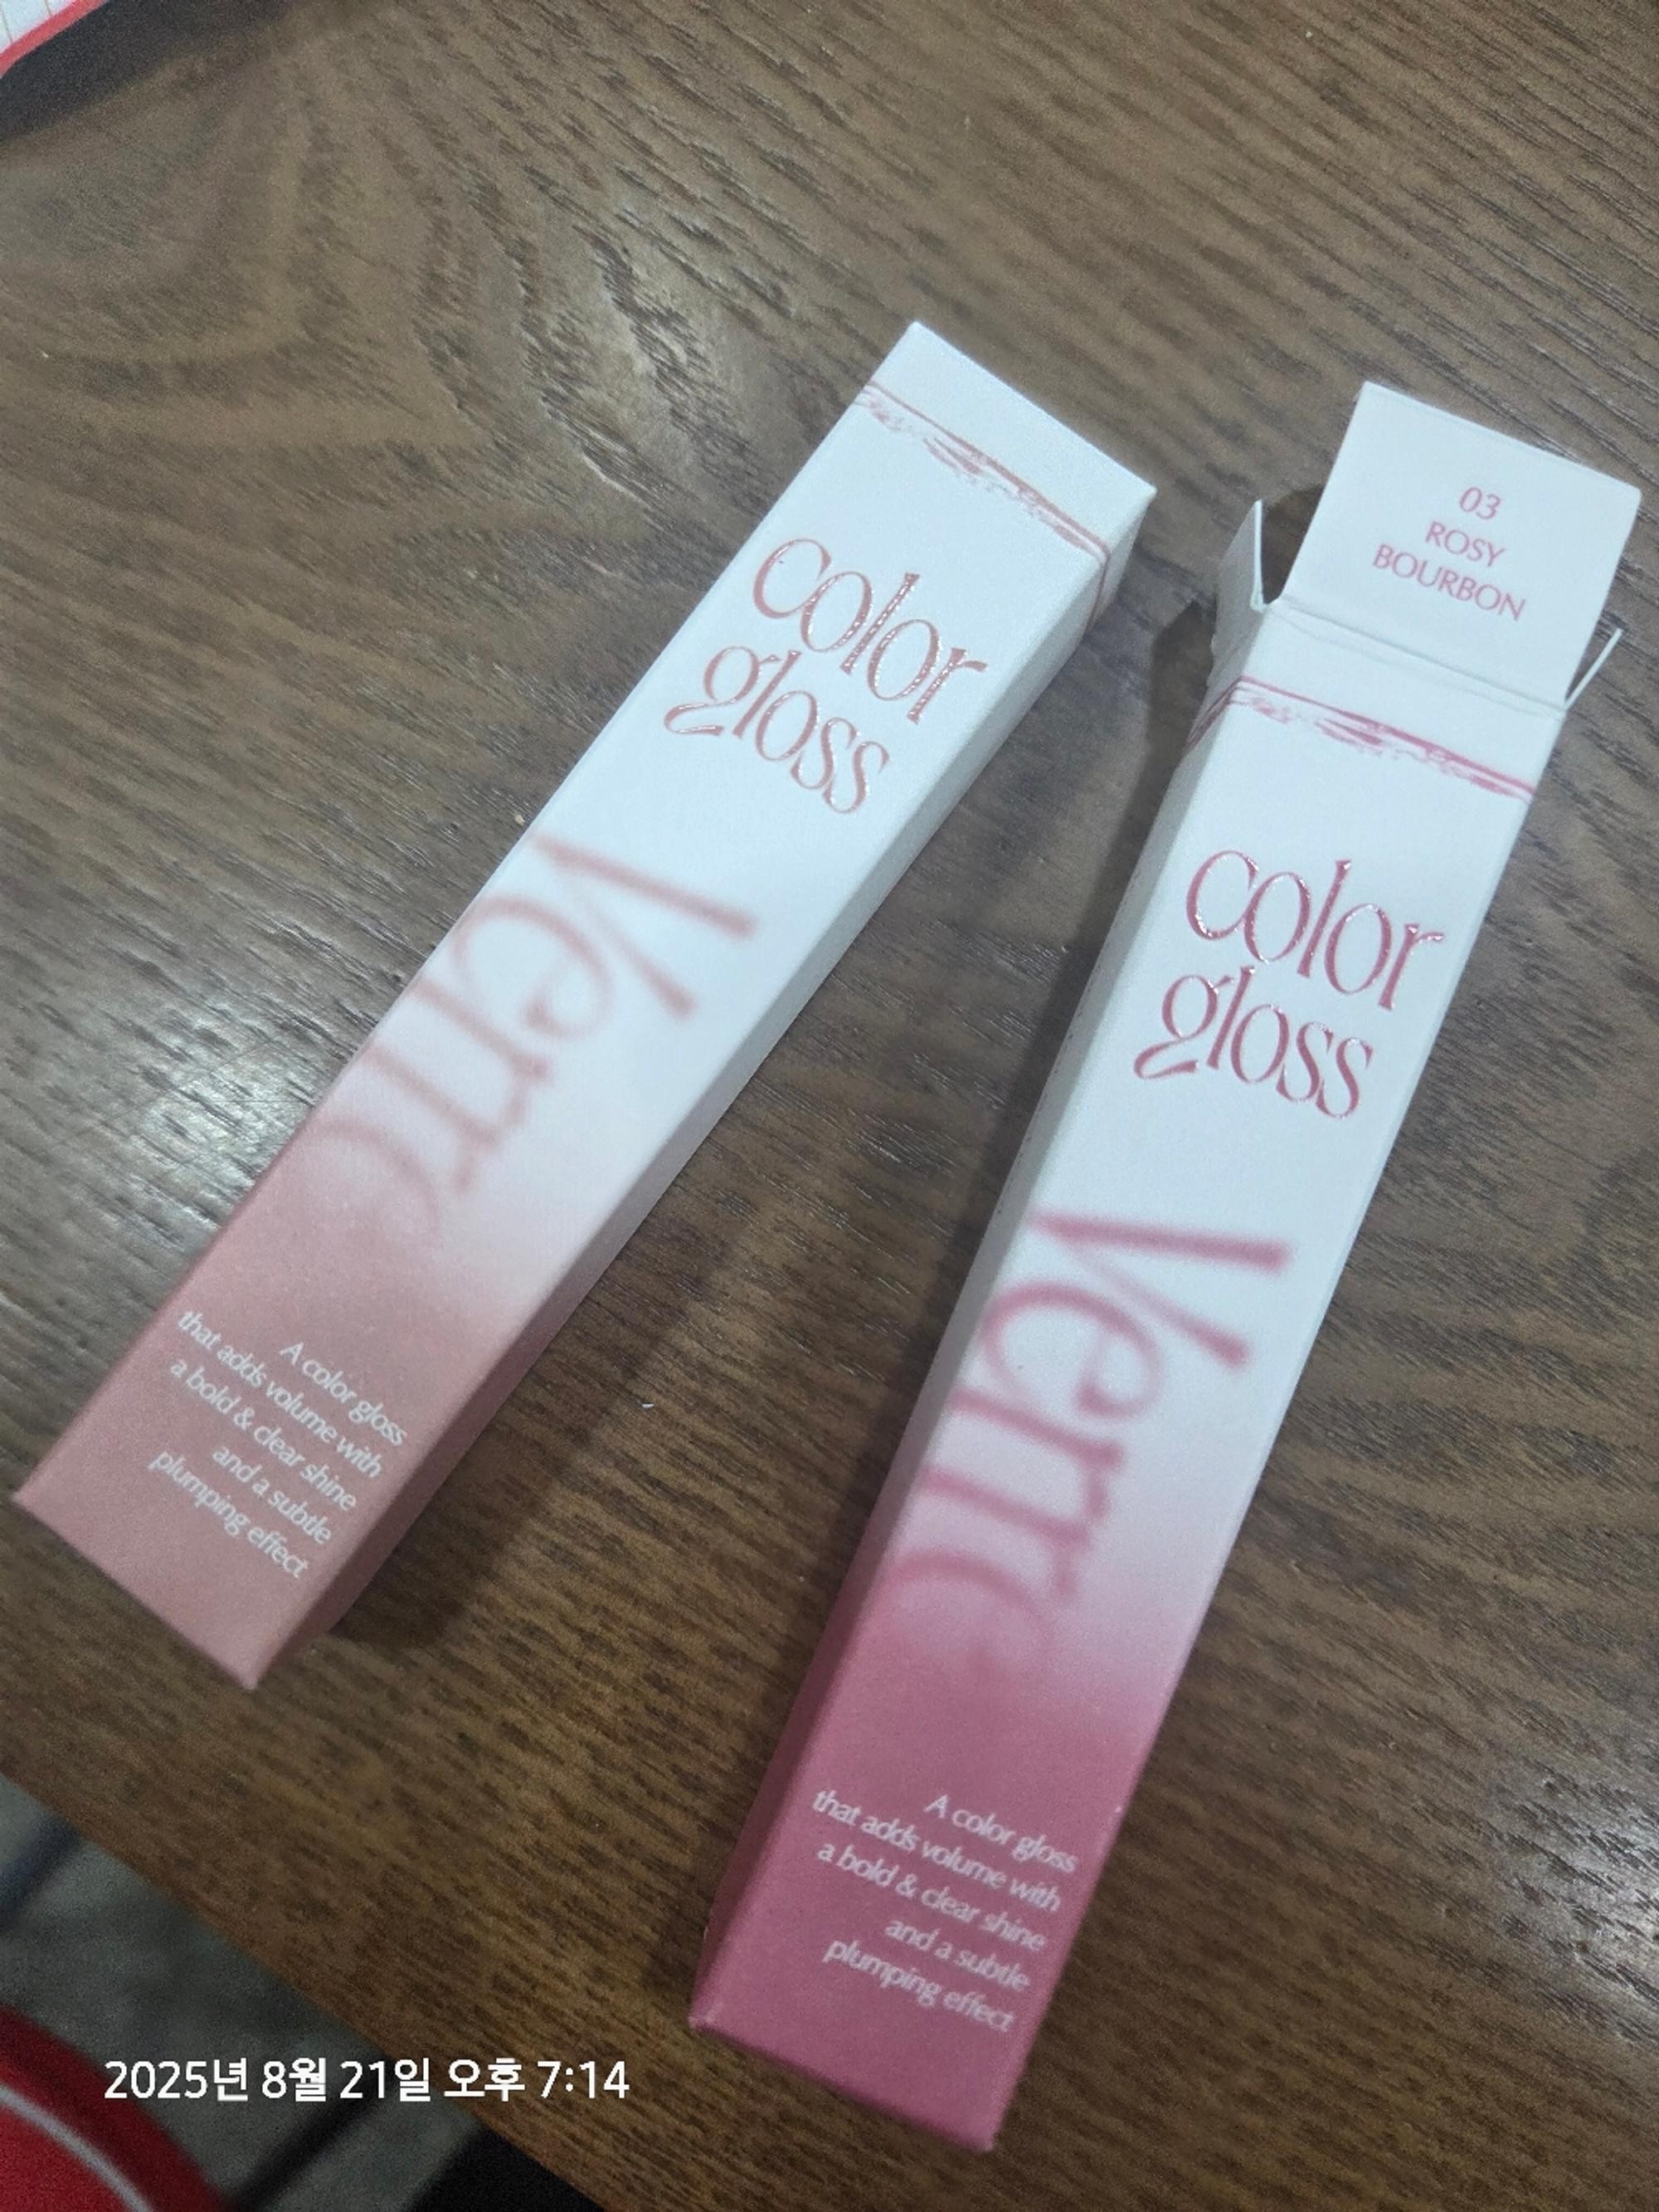 color
gloss
Verre
A color gloss
that adds volume with
a bold & clear shine
and a subtle
plumping effect
03
ROSY
BOURBON
color
gloss
Verre
A color gloss
that adds volume with
a bold & clear shine
and a subtle
plumping effect
2025년 8월 21일 오후 7:14